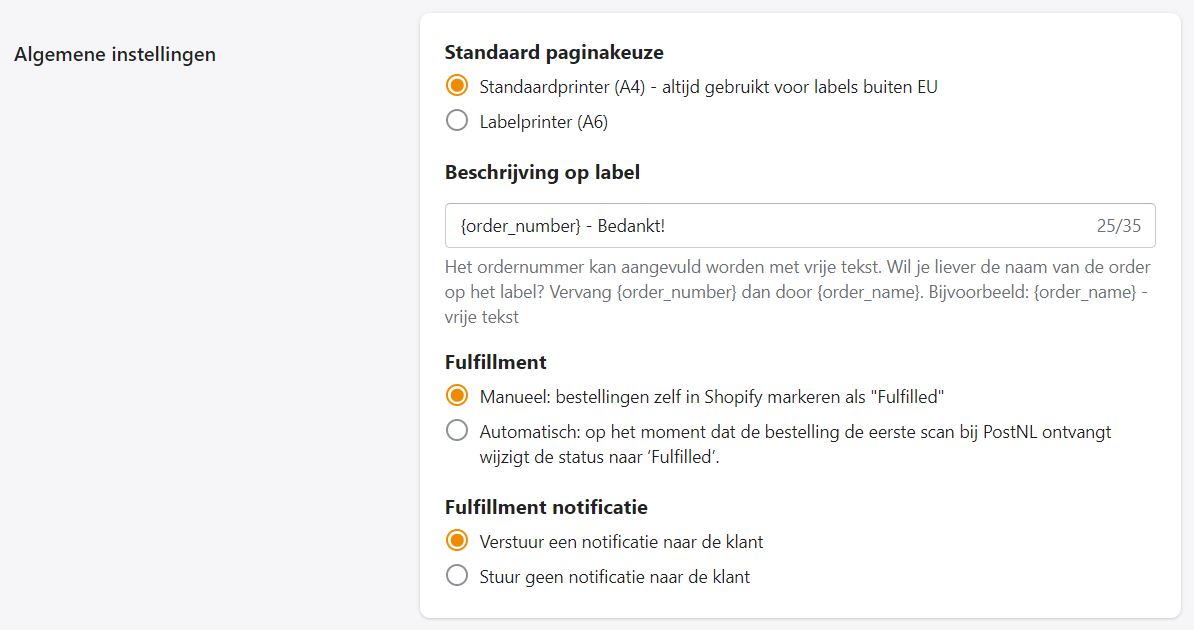 Algemene instellingen
Standaard paginakeuze
Standaardprinter (A4) - altijd gebruikt voor labels buiten EU
Labelprinter (A6)
Beschrijving op label
{order_number} - Bedankt! 25/35
Het ordernummer kan aangevuld worden met vrije tekst. Wil je liever de naam van de order
op het label? Vervang {order_number} dan door {order_name}. Bijvoorbeeld: {order_name} -
vrije tekst
Fulfillment
Manueel: bestellingen zelf in Shopify markeren als "Fulfilled"
Automatisch: op het moment dat de bestelling de eerste scan bij PostNL ontvangt
wijzigt de status naar ‘Fulfilled’.
Fulfillment notificatie
Verstuur een notificatie naar de klant
Stuur geen notificatie naar de klant